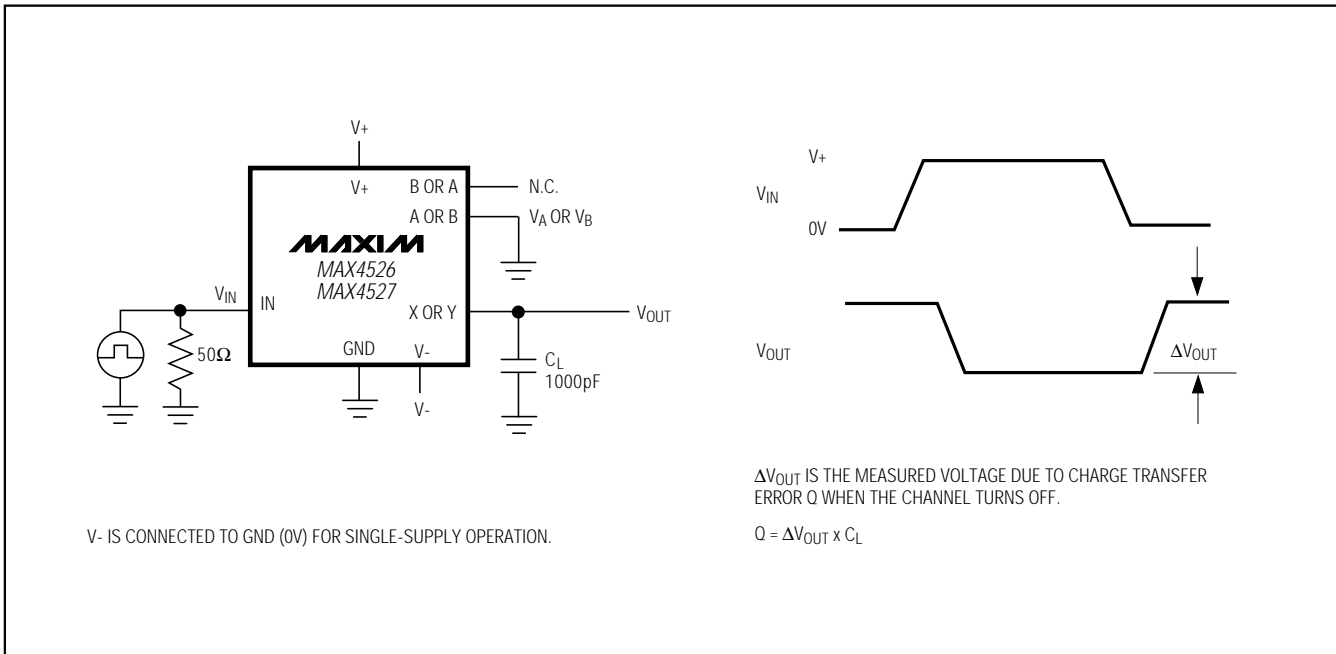 V+
V+
B OR A
N.C.
A OR B
VA OR VB
MAXIM
MAX4526
MAX4527
VIN
IN
X OR Y
VOUT
50Ω
GND
V-
CL
1000pF
V-
V- IS CONNECTED TO GND (0V) FOR SINGLE-SUPPLY OPERATION.
V+
VIN
0V
VOUT
ΔVOUT
ΔVOUT IS THE MEASURED VOLTAGE DUE TO CHARGE TRANSFER
ERROR Q WHEN THE CHANNEL TURNS OFF.
Q = ΔVOUT x CL